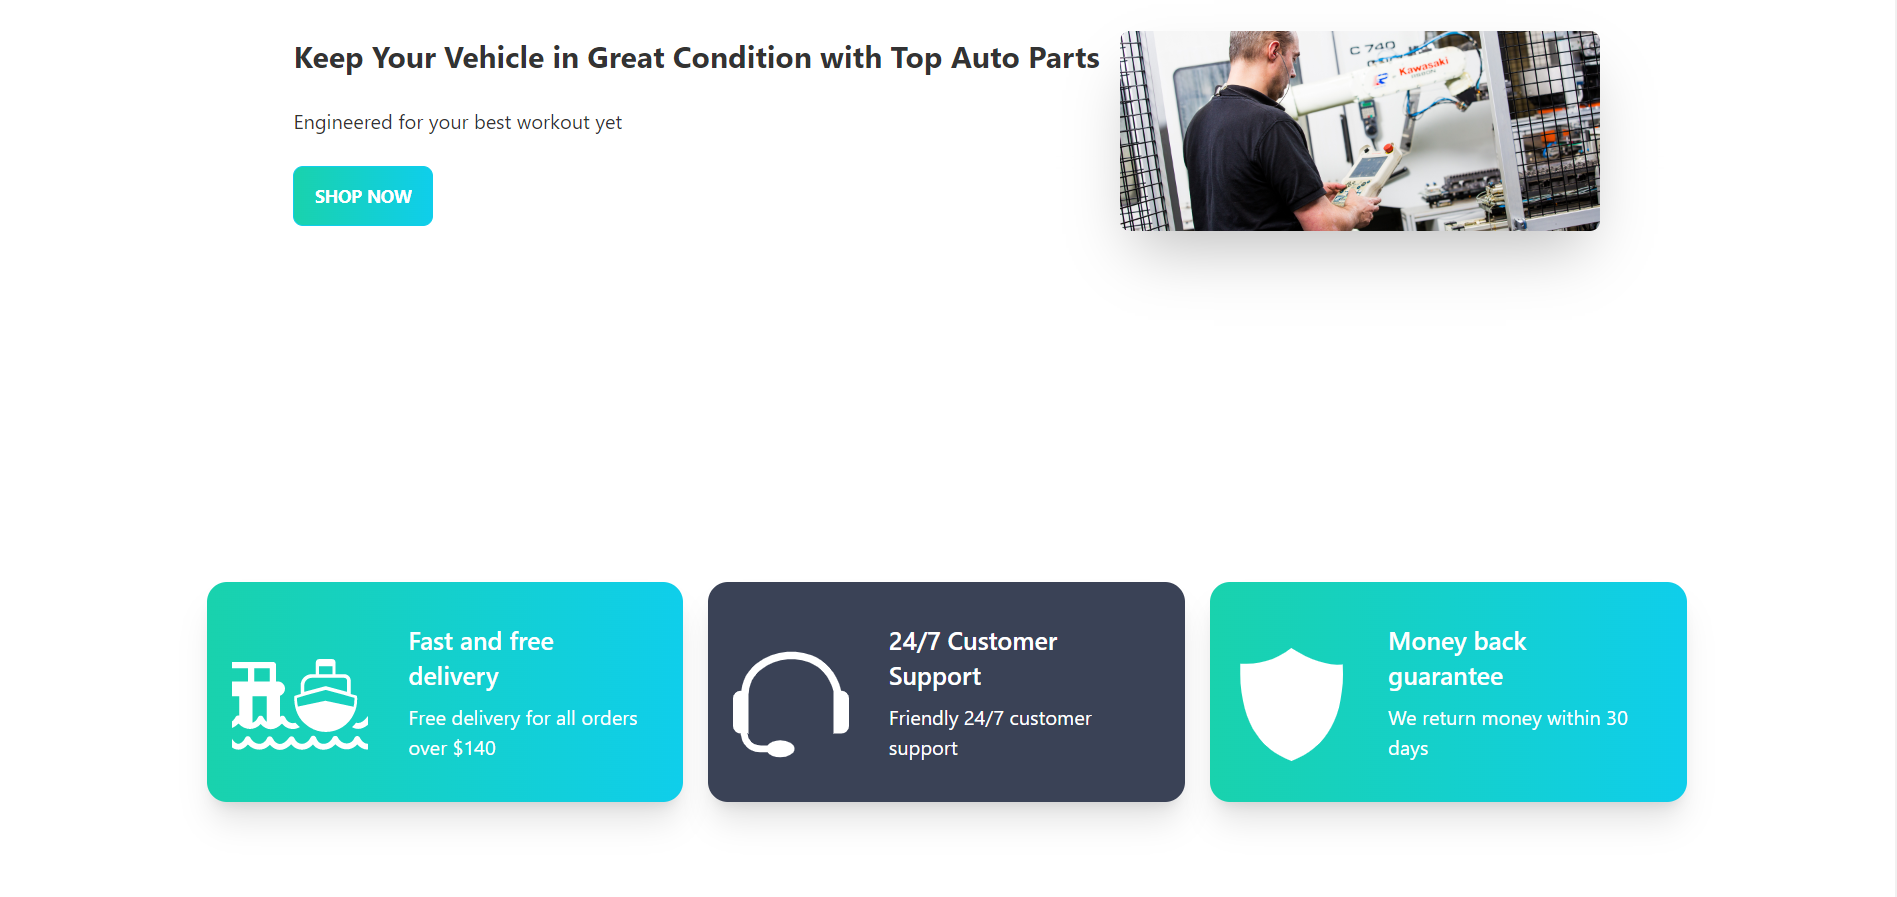 Keep Your Vehicle in Great Condition with Top Auto Parts
Engineered for your best workout yet
SHOP NOW
C 740
Kawasaki
Fast and free
delivery
Free delivery for all orders
over $140
24/7 Customer
Support
Friendly 24/7 customer
support
Money back
guarantee
We return money within 30
days